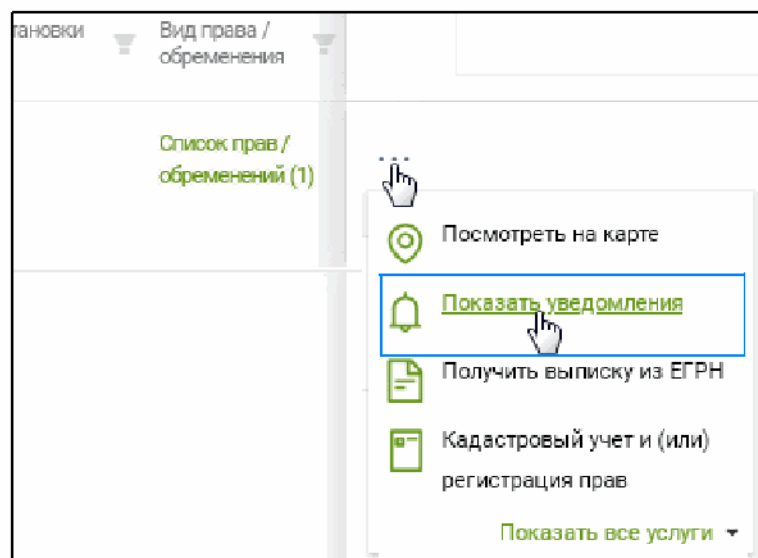 тановки
Вид права /
обременения
Список прав /
обременений (1)
...
Посмотреть на карте
Показать уведомления
Получить выписку из ЕГРН
Кадастровый учет и (или)
регистрация прав
Показать все услуги